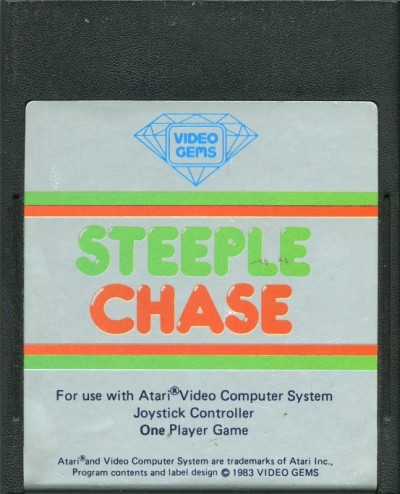 VIDEO
GEMS
STEEPLE
CHASE
For use with Atari®Video Computer System
Joystick Controller
One Player Game
Atari®and Video Computer System are trademarks of Atari Inc.,
Program contents and label design © 1983 VIDEO GEMS